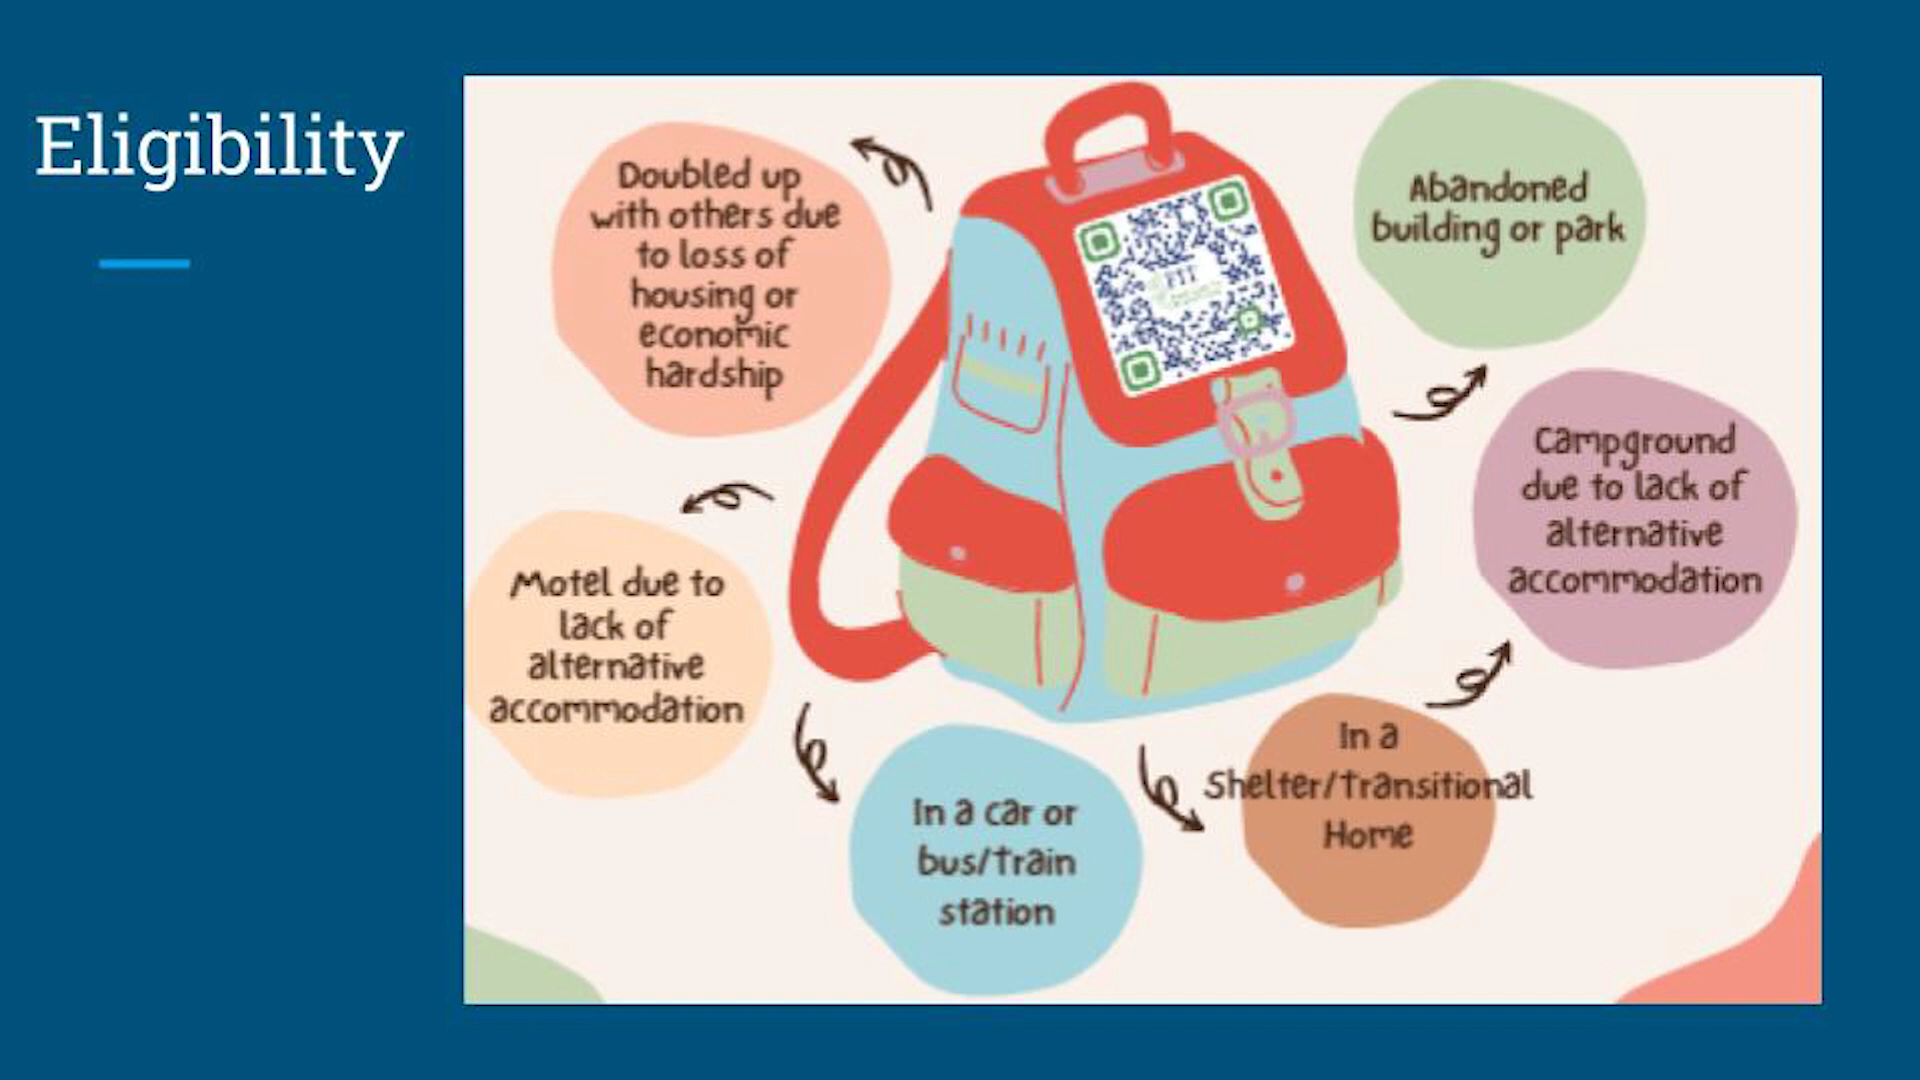 Eligibility
Doubled up
with others due
to loss of
housing or
economic
hardship
Abandoned
building or park
Campground
due to lack of
alternative
accommodation
Motel due to
lack of
alternative
accommodation
In a car or
bus/Train
station
In a
Shelter/Transitional
Home
FIT